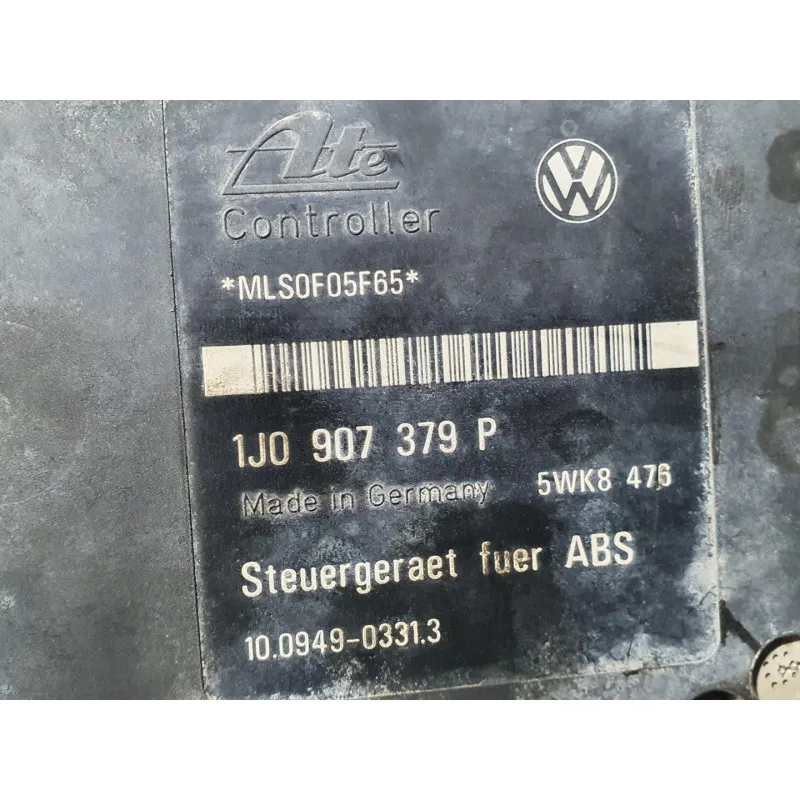 Ate
Controller
*MLS0F05F65*
1J0 907 379 P
Made in Germany 5WK8 476
Steuergeraet fuer ABS
10.0949-0331.3